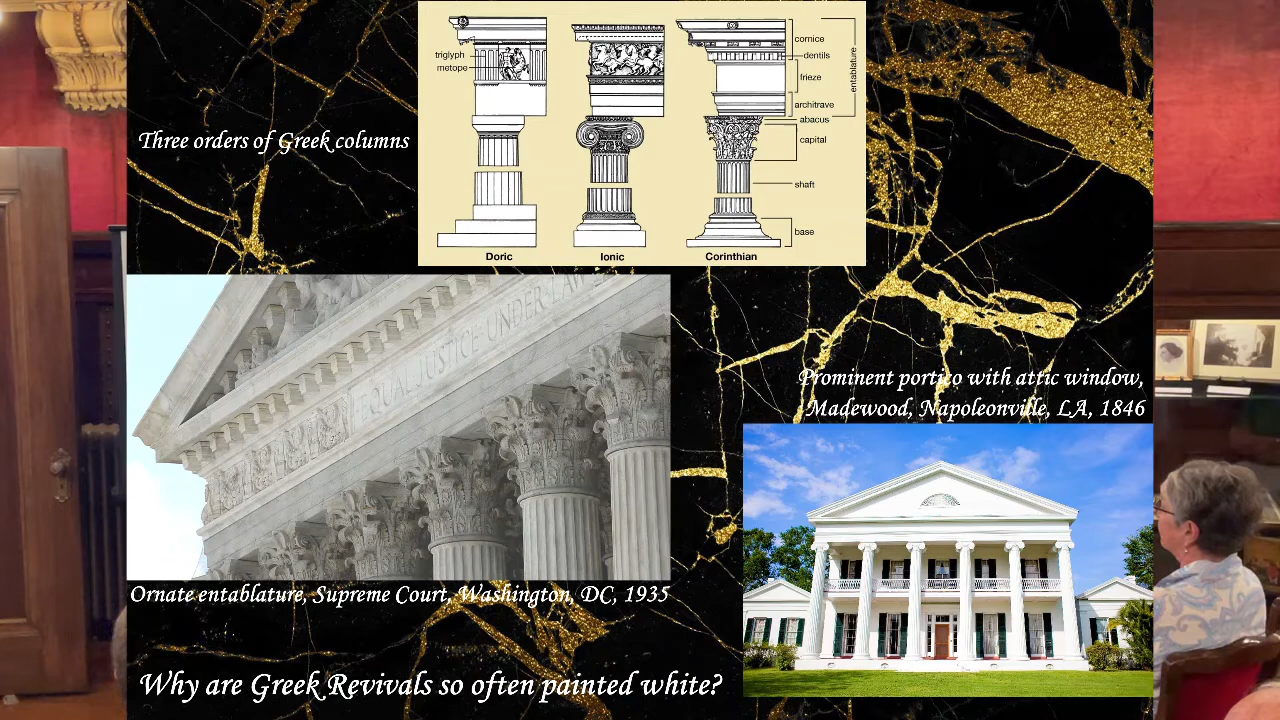 Three orders of Greek columns
triglyph
metope
cornice
dentils
frieze
entablature
architrave
abacus
capital
shaft
base
Doric
Ionic
Corinthian
EQUAL JUSTICE UNDER LAW
Prominent portico with attic window,
Madewood, Napoleonville, LA, 1846
Ornate entablature, Supreme Court, Washington, DC, 1935
Why are Greek Revivals so often painted white?